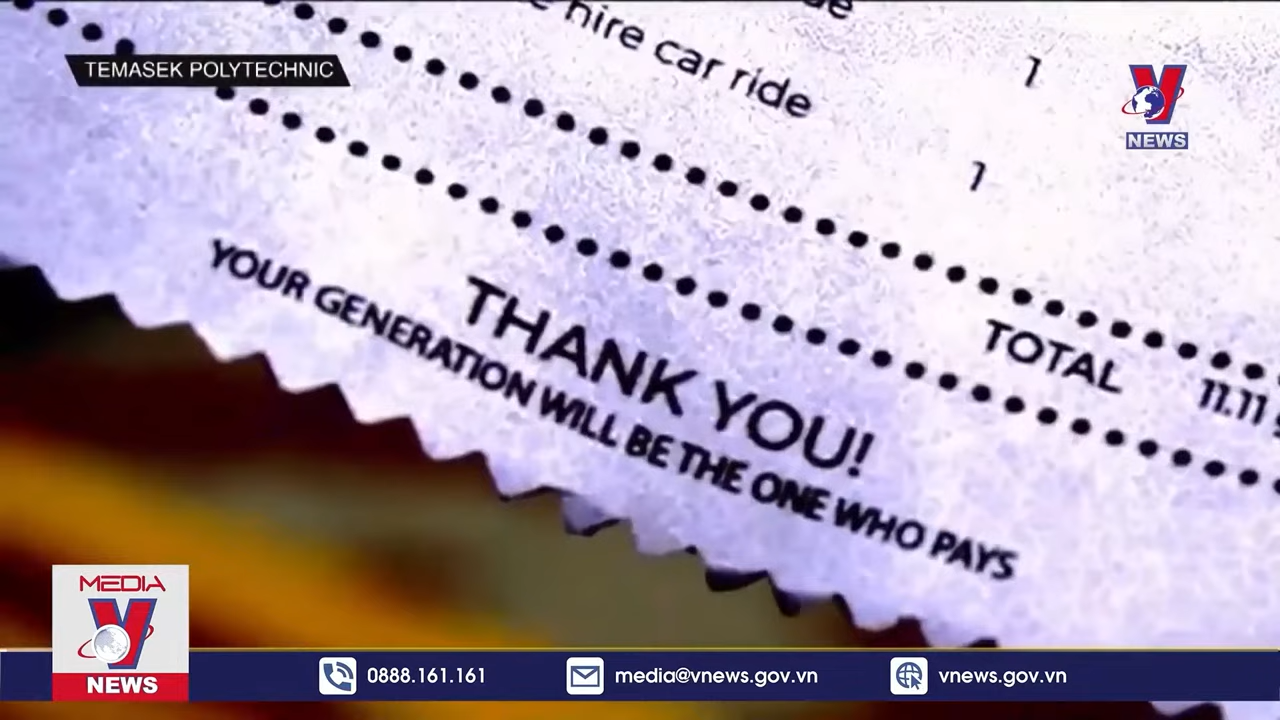 TEMASEK POLYTECHNIC
hire car ride
1
1
TOTAL 11.11
THANK YOU!
YOUR GENERATION WILL BE THE ONE WHO PAYS
V
NEWS
MEDIA
V
NEWS
0888.161.161
media@vnews.gov.vn
vnews.gov.vn